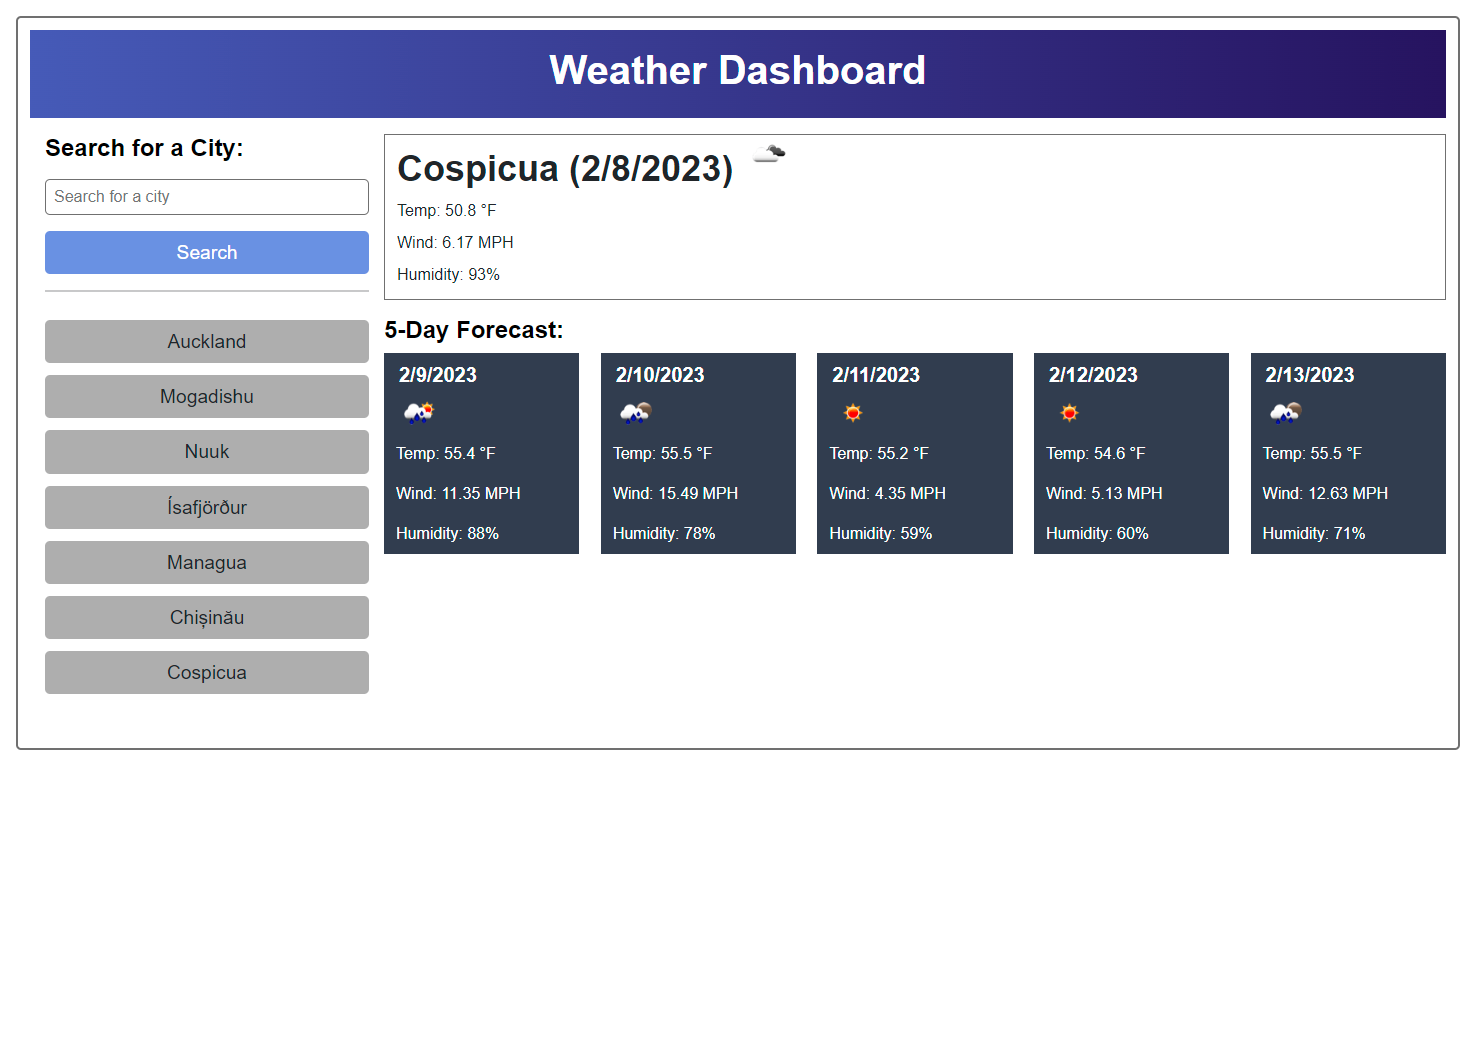 Weather Dashboard
Search for a City:
Search for a city
Search
Auckland
Mogadishu
Nuuk
Ísafjörður
Managua
Chișinău
Cospicua
Cospicua (2/8/2023)
Temp: 50.8 °F
Wind: 6.17 MPH
Humidity: 93%
5-Day Forecast:
2/9/2023
Temp: 55.4 °F
Wind: 11.35 MPH
Humidity: 88%
2/10/2023
Temp: 55.5 °F
Wind: 15.49 MPH
Humidity: 78%
2/11/2023
Temp: 55.2 °F
Wind: 4.35 MPH
Humidity: 59%
2/12/2023
Temp: 54.6 °F
Wind: 5.13 MPH
Humidity: 60%
2/13/2023
Temp: 55.5 °F
Wind: 12.63 MPH
Humidity: 71%